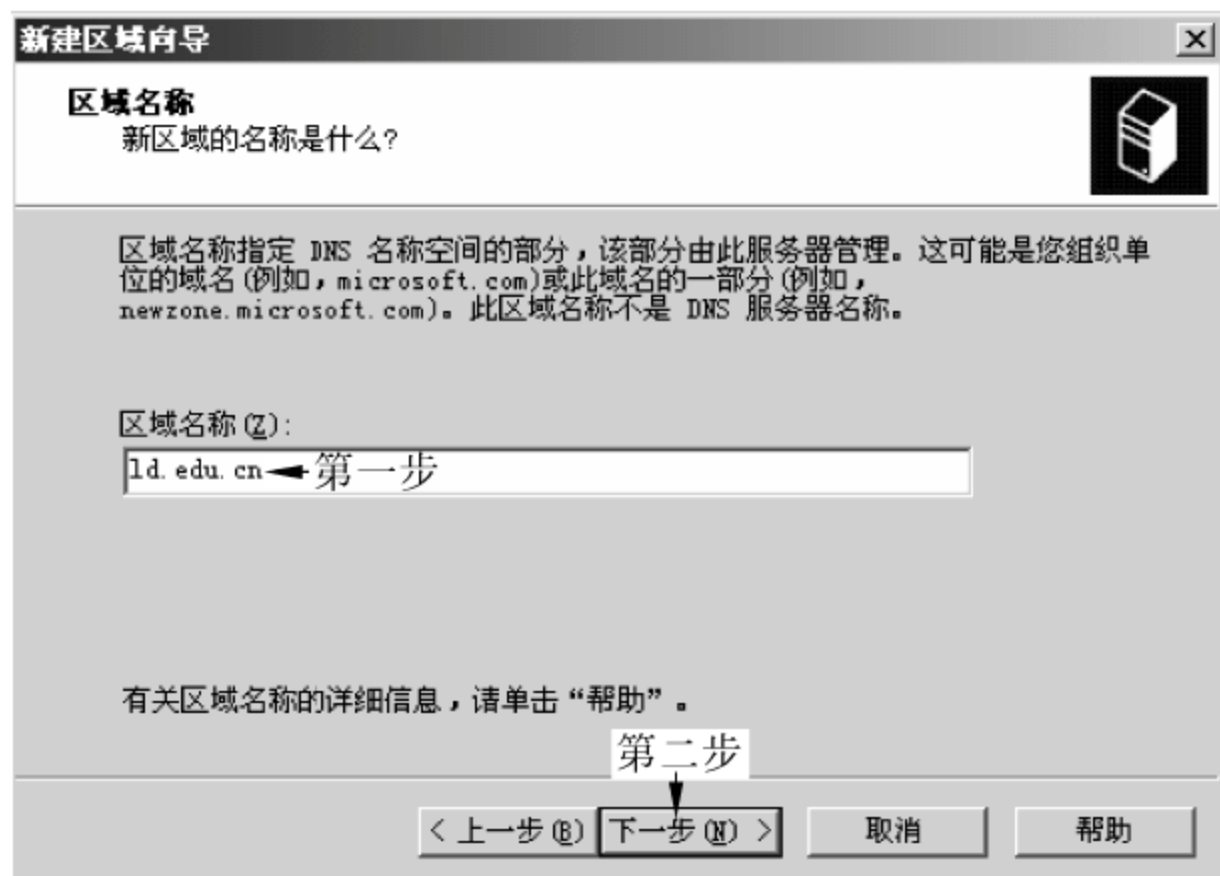 新建区域向导
区域名称
新区域的名称是什么?
区域名称指定 DNS 名称空间的部分，该部分由此服务器管理。这可能是您组织单
位的域名(例如，microsoft.com)或此域名的一部分(例如，
newzone.microsoft.com)。此区域名称不是 DNS 服务器名称。
区域名称(Z):
ld.edu.cn 第一步
有关区域名称的详细信息，请单击“帮助”。
第二步
< 上一步(B) 下一步(N) > 取消 帮助